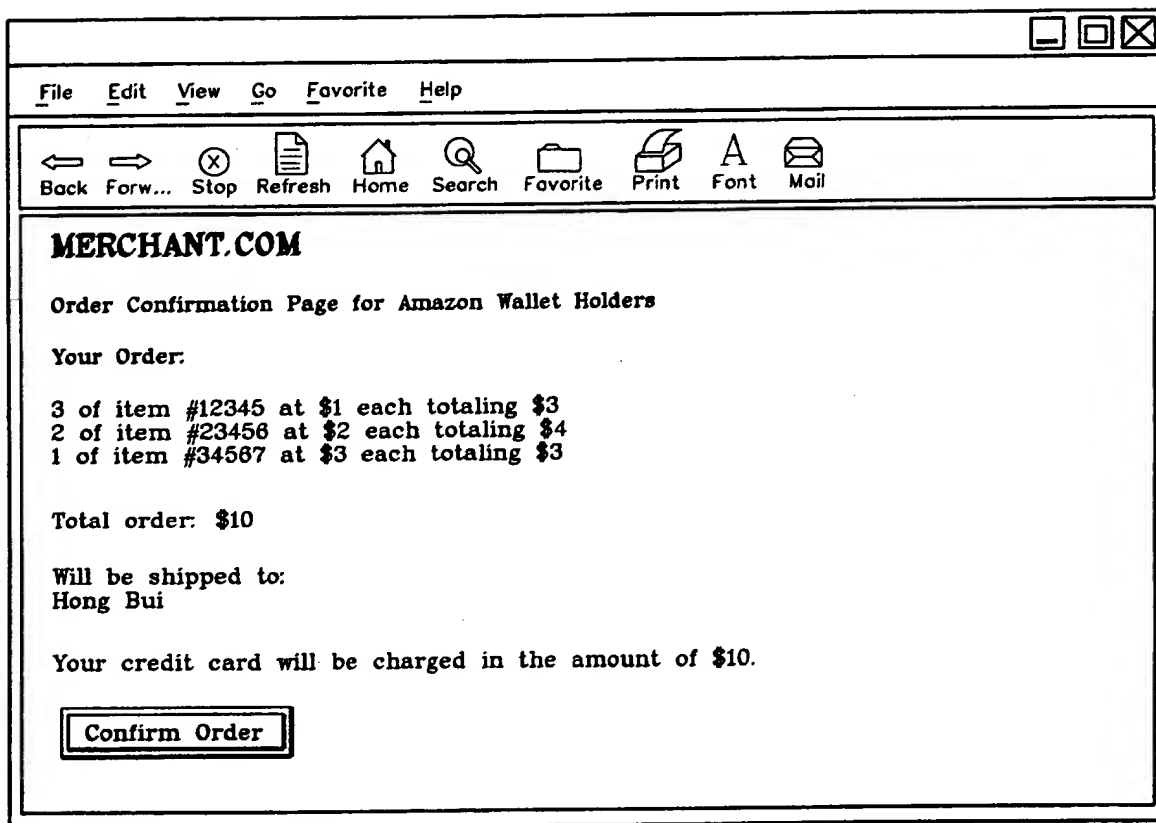 File Edit View Go Favorite Help
Back Forw... Stop Refresh Home Search Favorite Print Font Mail
MERCHANT.COM
Order Confirmation Page for Amazon Wallet Holders
Your Order:
3 of item #12345 at $1 each totaling $3
2 of item #23456 at $2 each totaling $4
1 of item #34567 at $3 each totaling $3
Total order: $10
Will be shipped to:
Hong Bui
Your credit card will be charged in the amount of $10.
Confirm Order